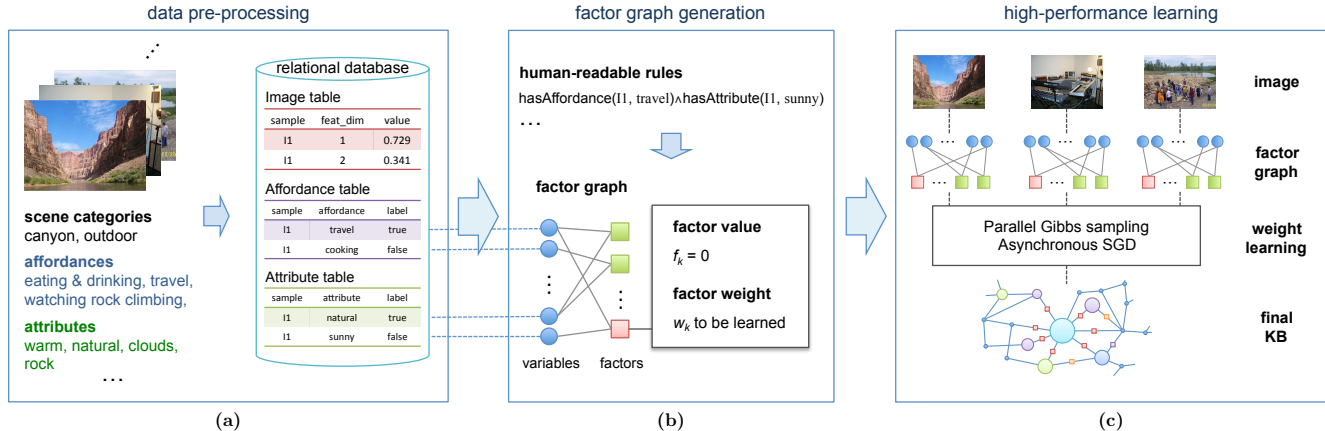 data pre-processing
factor graph generation
high-performance learning
scene categories
canyon, outdoor
affordances
eating & drinking, travel,
watching rock climbing,
attributes
warm, natural, clouds,
rock
...
relational database
Image table
sample feat_dim value
I1 1 0.729
I1 2 0.341
Affordance table
sample affordance label
I1 travel true
I1 cooking false
Attribute table
sample attribute label
I1 natural true
I1 sunny false
(a)
human-readable rules
hasAffordance(I1, travel)∧hasAttribute(I1, sunny)
...
factor graph
factor value
f_k = 0
factor weight
w_k to be learned
variables
factors
(b)
image
factor
graph
Parallel Gibbs sampling
Asynchronous SGD
weight
learning
final
KB
(c)